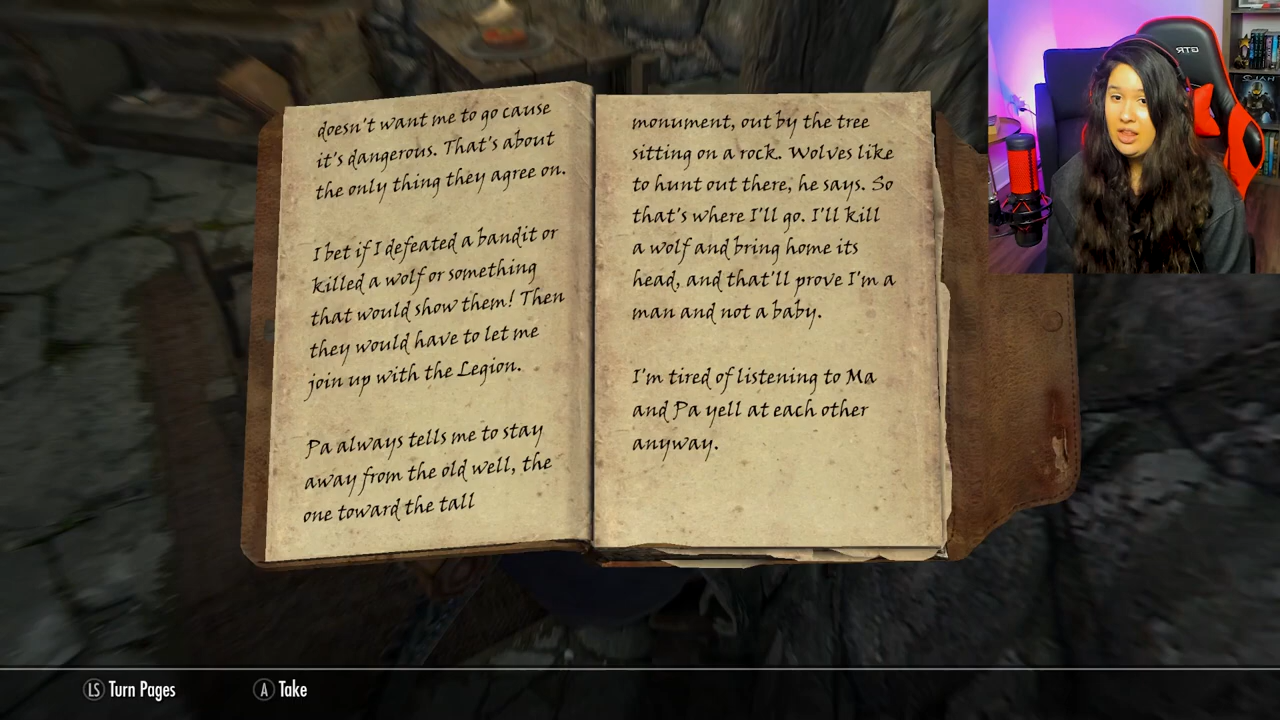 doesn't want me to go cause
it's dangerous. That's about
the only thing they agree on.
I bet if I defeated a bandit or
killed a wolf or something
that would show them! Then
they would have to let me
join up with the Legion.
Pa always tells me to stay
away from the old well, the
one toward the tall
monument, out by the tree
sitting on a rock. Wolves like
to hunt out there, he says. So
that's where I'll go. I'll kill
a wolf and bring home its
head, and that'll prove I'm a
man and not a baby.
I'm tired of listening to Ma
and Pa yell at each other
anyway.
GTR
HALO
LS Turn Pages
A Take